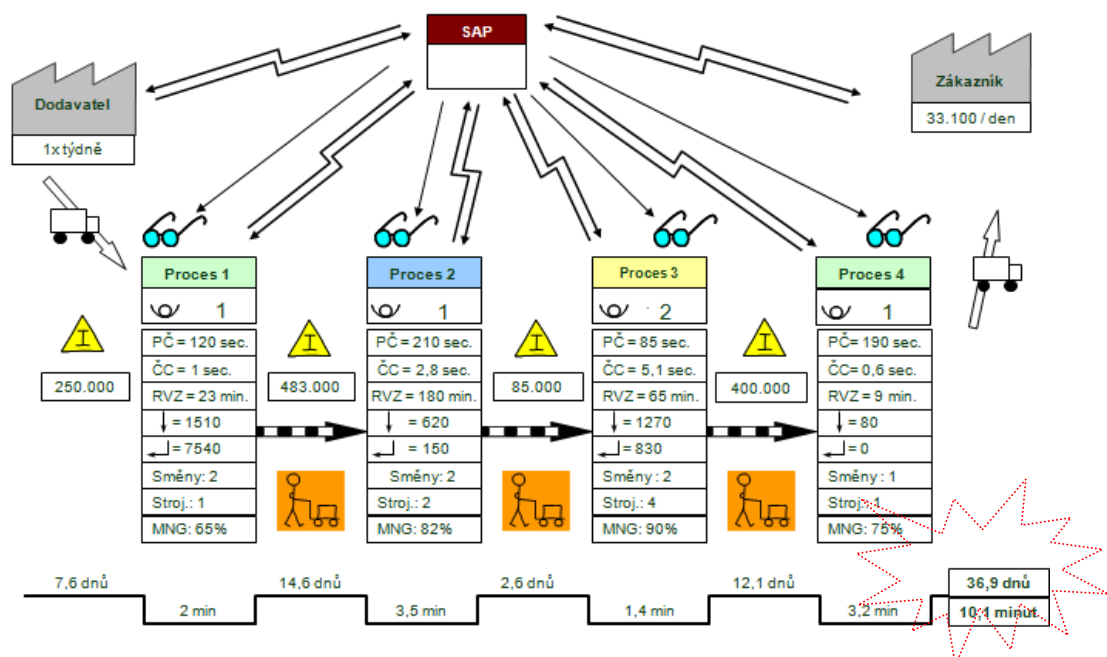 SAP
Dodavatel
1x týdně
Zákazník
33.100 / den
Proces 1
1
PČ = 120 sec.
ČC = 1 sec.
RVZ = 23 min.
= 1510
= 7540
Směny: 2
Stroj.: 1
MNG: 65%
Proces 2
1
PČ = 210 sec.
ČC = 2,8 sec.
RVZ = 180 min.
= 620
= 150
Směny: 2
Stroj.: 2
MNG: 82%
Proces 3
2
PČ = 85 sec.
ČC = 5,1 sec.
RVZ = 65 min.
= 1270
= 830
Směny : 2
Stroj.: 4
MNG: 90%
Proces 4
1
PČ= 190 sec.
ČC= 0,6 sec.
RVZ = 9 min.
= 80
= 0
Směny : 1
Stroj.: 1
MNG: 75%
I
250.000
I
483.000
I
85.000
I
400.000
7,6 dnů
14,6 dnů
2,6 dnů
12,1 dnů
36,9 dnů
2 min
3,5 min
1,4 min
3,2 min
10,1 minut